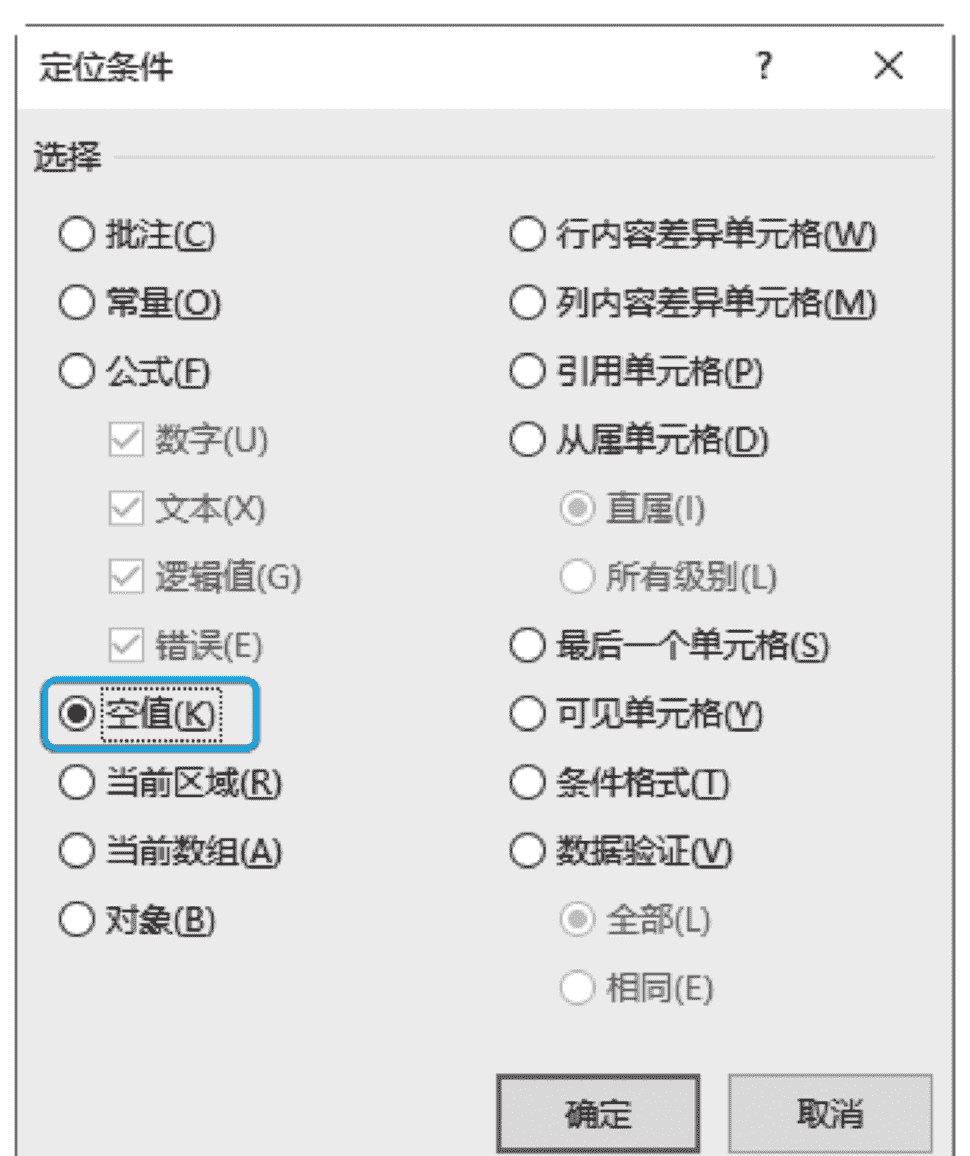 定位条件 ?
选择
批注(C)
常量(O)
公式(F)
数字(U)
文本(X)
逻辑值(G)
错误(E)
空值(K)
当前区域(R)
当前数组(A)
对象(B)
行内容差异单元格(W)
列内容差异单元格(M)
引用单元格(P)
从属单元格(D)
直属(I)
所有级别(L)
最后一个单元格(S)
可见单元格(Y)
条件格式(T)
数据验证(V)
全部(L)
相同(E)
确定 取消